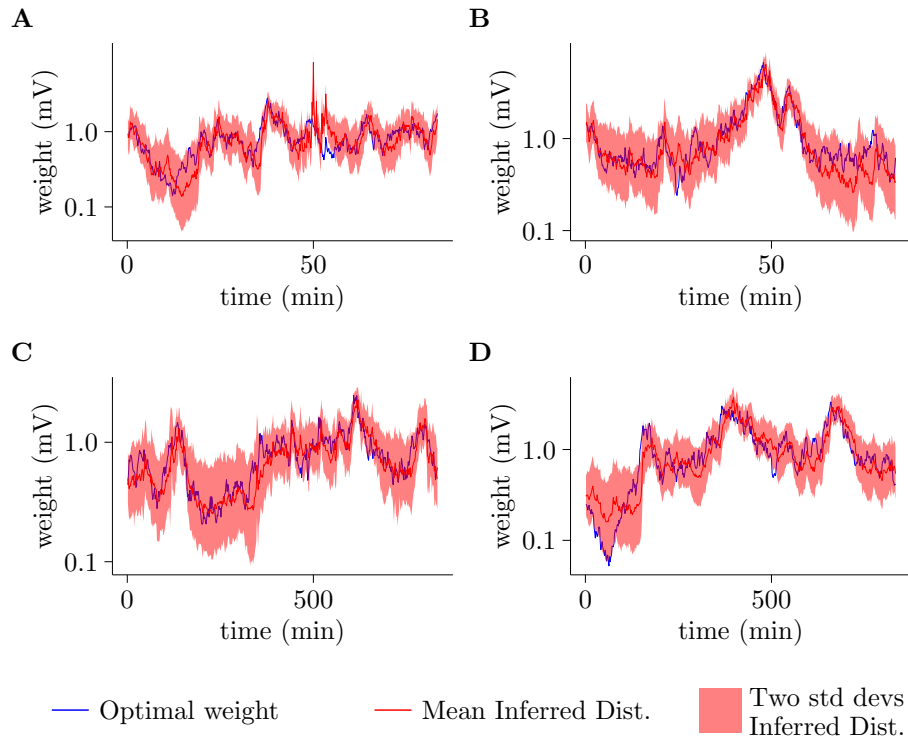 A
weight (mV)
1.0
0.1
0
50
time (min)
B
weight (mV)
1.0
0.1
0
50
time (min)
C
weight (mV)
1.0
0.1
0
500
time (min)
D
weight (mV)
1.0
0.1
0
500
time (min)
Optimal weight
Mean Inferred Dist.
Two std devs
Inferred Dist.